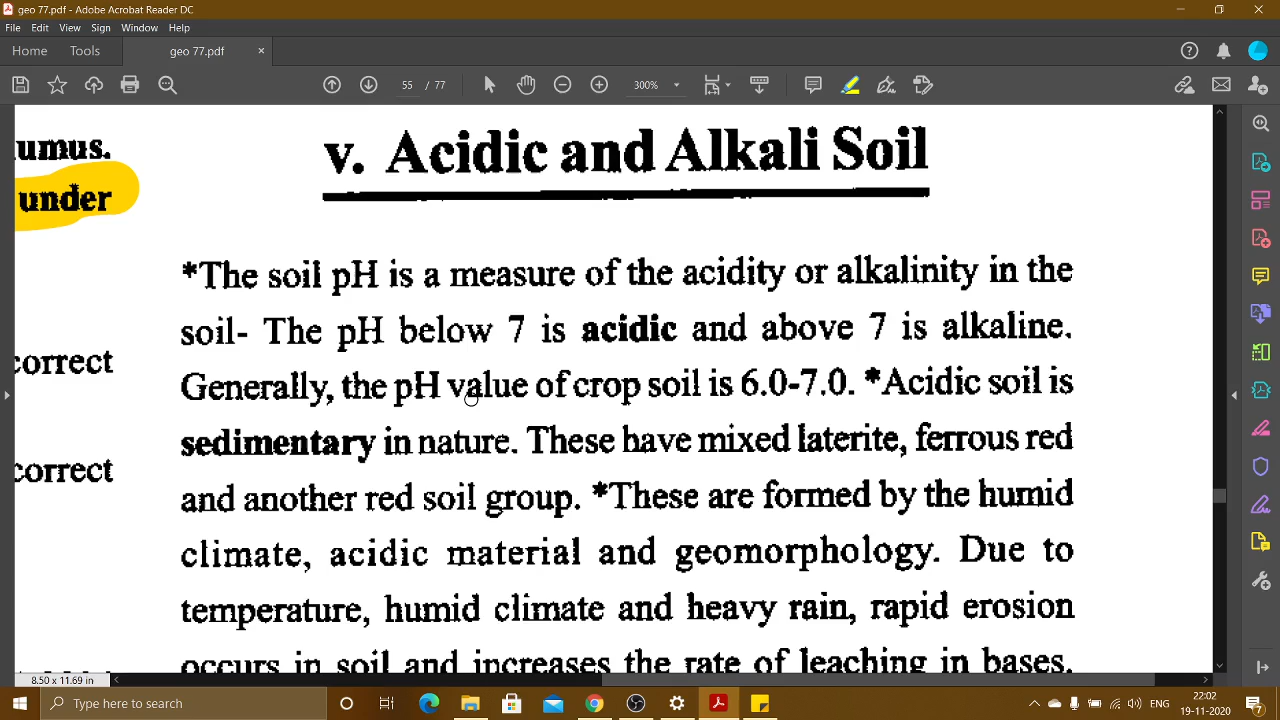 geo 77.pdf - Adobe Acrobat Reader DC
File Edit View Sign Window Help
Home Tools geo 77.pdf ×
55 / 77 300%
umus.
under
correct
correct
v. Acidic and Alkali Soil
*The soil pH is a measure of the acidity or alkalinity in the
soil- The pH below 7 is acidic and above 7 is alkaline.
Generally, the pH value of crop soil is 6.0-7.0. *Acidic soil is
sedimentary in nature. These have mixed laterite, ferrous red
and another red soil group. *These are formed by the humid
climate, acidic material and geomorphology. Due to
temperature, humid climate and heavy rain, rapid erosion
occurs in soil and increases the rate of leaching in bases.
8.50 x 11.69 in
Type here to search
22:02
19-11-2020
7